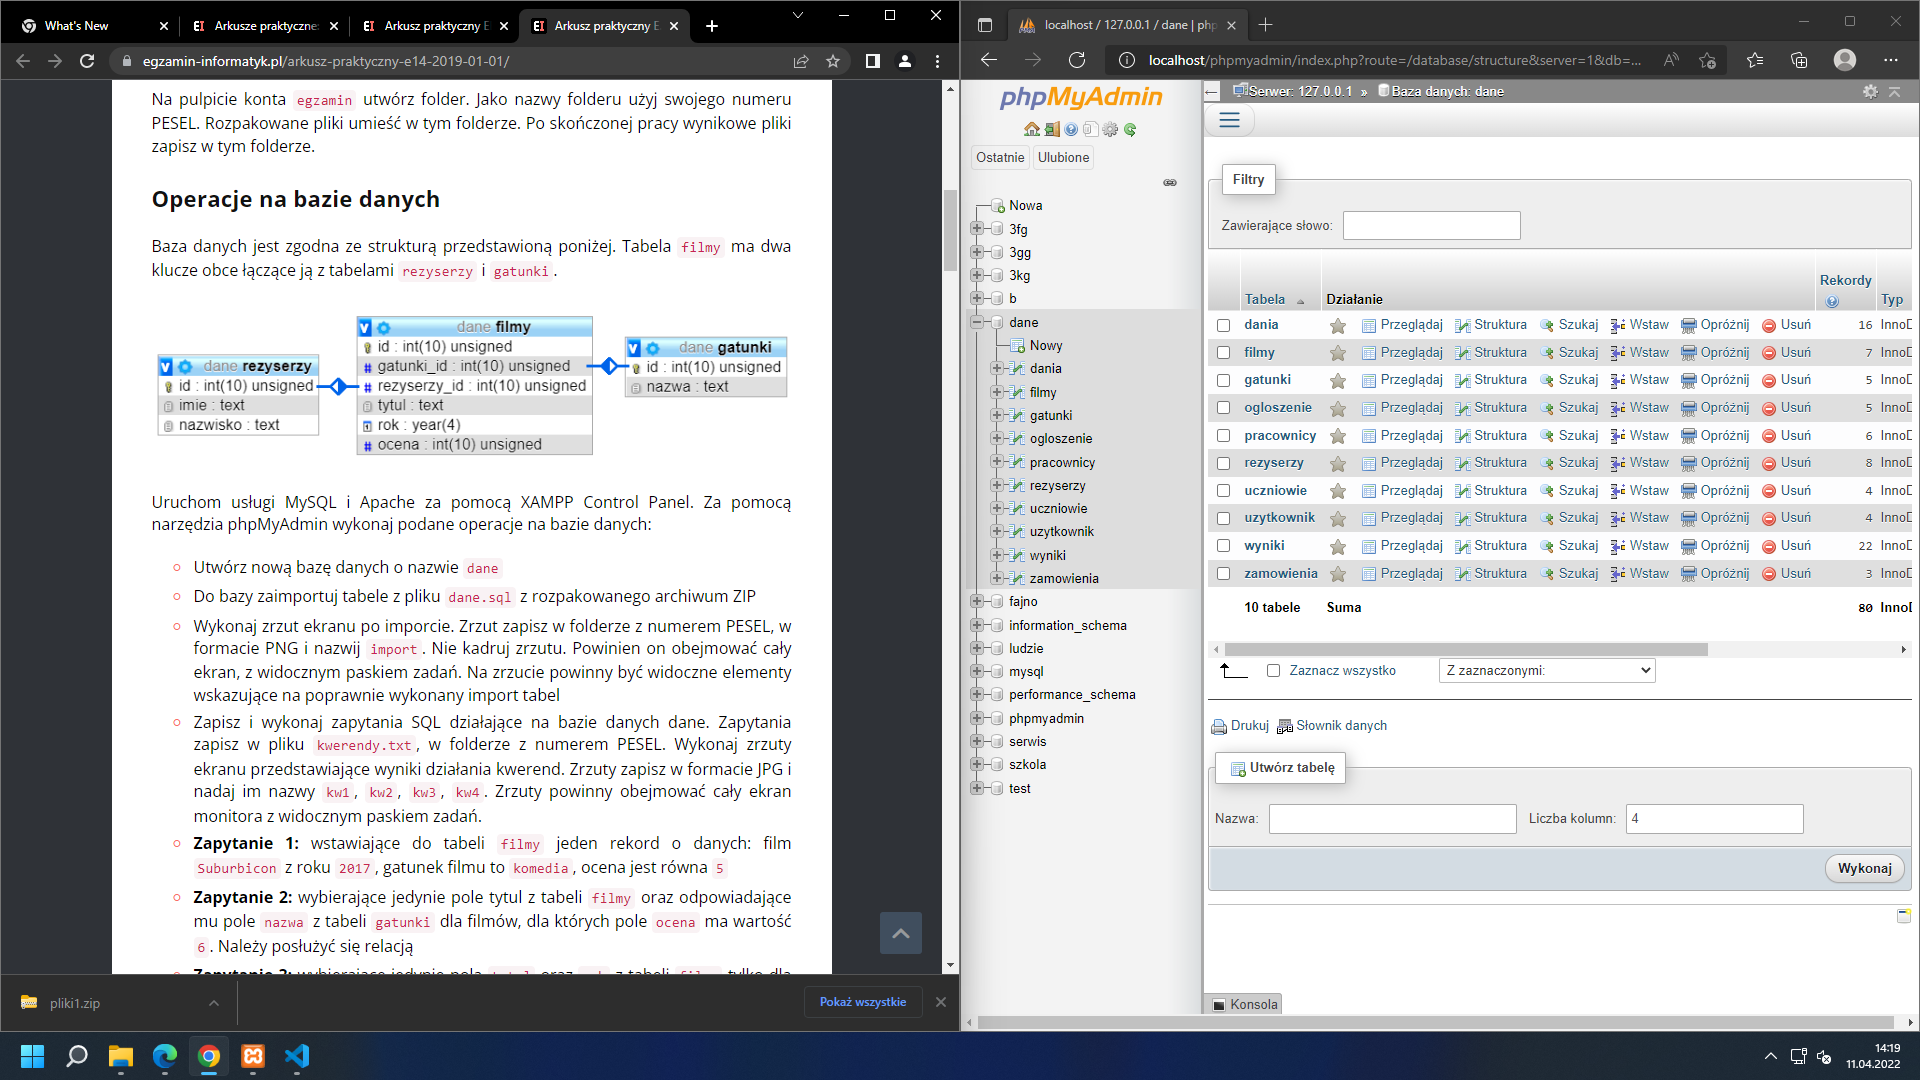 What's New
Arkusze praktyczne
Arkusz praktyczny E
Arkusz praktyczny E
egzamin-informatyk.pl/arkusz-praktyczny-e14-2019-01-01/
Na pulpicie konta egzamin utwórz folder. Jako nazwy folderu użyj swojego numeru
PESEL. Rozpakowane pliki umieść w tym folderze. Po skończonej pracy wynikowe pliki
zapisz w tym folderze.
Operacje na bazie danych
Baza danych jest zgodna ze strukturą przedstawioną poniżej. Tabela filmy ma dwa
klucze obce łączące ją z tabelami rezyserzy i gatunki.
dane rezyserzy
id : int(10) unsigned
imie : text
nazwisko : text
dane filmy
id : int(10) unsigned
gatunki_id : int(10) unsigned
rezyserzy_id : int(10) unsigned
tytul : text
rok : year(4)
ocena : int(10) unsigned
dane gatunki
id : int(10) unsigned
nazwa : text
Uruchom usługi MySQL i Apache za pomocą XAMPP Control Panel. Za pomocą
narzędzia phpMyAdmin wykonaj podane operacje na bazie danych:
Utwórz nową bazę danych o nazwie dane
Do bazy zaimportuj tabele z pliku dane.sql z rozpakowanego archiwum ZIP
Wykonaj zrzut ekranu po imporcie. Zrzut zapisz w folderze z numerem PESEL, w
formacie PNG i nazwij import. Nie kadruj zrzutu. Powinien on obejmować cały
ekran, z widocznym paskiem zadań. Na zrzucie powinny być widoczne elementy
wskazujące na poprawnie wykonany import tabel
Zapisz i wykonaj zapytania SQL działające na bazie danych dane. Zapytania
zapisz w pliku kwerendy.txt, w folderze z numerem PESEL. Wykonaj zrzuty
ekranu przedstawiające wyniki działania kwerend. Zrzuty zapisz w formacie JPG i
nadaj im nazwy kw1, kw2, kw3, kw4. Zrzuty powinny obejmować cały ekran
monitora z widocznym paskiem zadań.
Zapytanie 1: wstawiające do tabeli filmy jeden rekord o danych: film
Suburbicon z roku 2017, gatunek filmu to komedia, ocena jest równa 5
Zapytanie 2: wybierające jedynie pole tytul z tabeli filmy oraz odpowiadające
mu pole nazwa z tabeli gatunki dla filmów, dla których pole ocena ma wartość
6. Należy posłużyć się relacją
pliki1.zip
Pokaż wszystkie
localhost / 127.0.0.1 / dane | php
localhost/phpmyadmin/index.php?route=/database/structure&server=1&db=...
phpMyAdmin
Ostatnie Ulubione
Nowa
3fg
3gg
3kg
b
dane
Nowy
dania
filmy
gatunki
ogloszenie
pracownicy
rezyserzy
uczniowie
uzytkownik
wyniki
zamowienia
fajno
information_schema
ludzie
mysql
performance_schema
phpmyadmin
serwis
szkola
test
Serwer: 127.0.0.1 » Baza danych: dane
Filtry
Zawierające słowo:
Tabela Działanie Rekordy Typ
dania Przeglądaj Struktura Szukaj Wstaw Opróżnij Usuń 16 InnoD
filmy Przeglądaj Struktura Szukaj Wstaw Opróżnij Usuń 7 InnoD
gatunki Przeglądaj Struktura Szukaj Wstaw Opróżnij Usuń 5 InnoD
ogloszenie Przeglądaj Struktura Szukaj Wstaw Opróżnij Usuń 5 InnoD
pracownicy Przeglądaj Struktura Szukaj Wstaw Opróżnij Usuń 6 InnoD
rezyserzy Przeglądaj Struktura Szukaj Wstaw Opróżnij Usuń 8 InnoD
uczniowie Przeglądaj Struktura Szukaj Wstaw Opróżnij Usuń 4 InnoD
uzytkownik Przeglądaj Struktura Szukaj Wstaw Opróżnij Usuń 4 InnoD
wyniki Przeglądaj Struktura Szukaj Wstaw Opróżnij Usuń 22 InnoD
zamowienia Przeglądaj Struktura Szukaj Wstaw Opróżnij Usuń 3 InnoD
10 tabele Suma 80 InnoD
Zaznacz wszystko Z zaznaczonymi:
Drukuj Słownik danych
Utwórz tabelę
Nazwa: Liczba kolumn: 4
Wykonaj
Konsola
14:19
11.04.2022